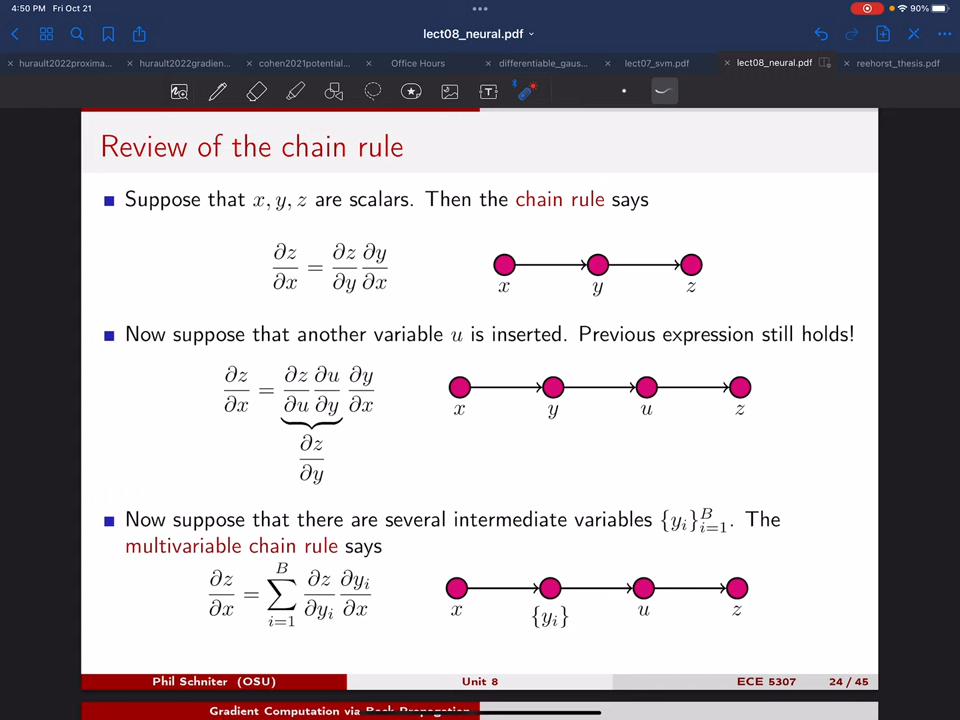 4:50 PM Fri Oct 21
90%
lect08_neural.pdf
hurault2022proxima...
hurault2022gradien...
cohen2021potential...
Office Hours
differentiable_gaus...
lect07_svm.pdf
lect08_neural.pdf
reehorst_thesis.pdf
Review of the chain rule
Suppose that x, y, z are scalars. Then the chain rule says
∂z/∂x = ∂z/∂y ∂y/∂x
x y z
Now suppose that another variable u is inserted. Previous expression still holds!
∂z/∂x = ∂z/∂u ∂u/∂y ∂y/∂x
∂z/∂y
x y u z
Now suppose that there are several intermediate variables {y_i}_{i=1}^B. The
multivariable chain rule says
∂z/∂x = ∑_{i=1}^B ∂z/∂y_i ∂y_i/∂x
x {y_i} u z
Phil Schniter (OSU) Unit 8 ECE 5307 24 / 45
Gradient Computation via Back Propagation